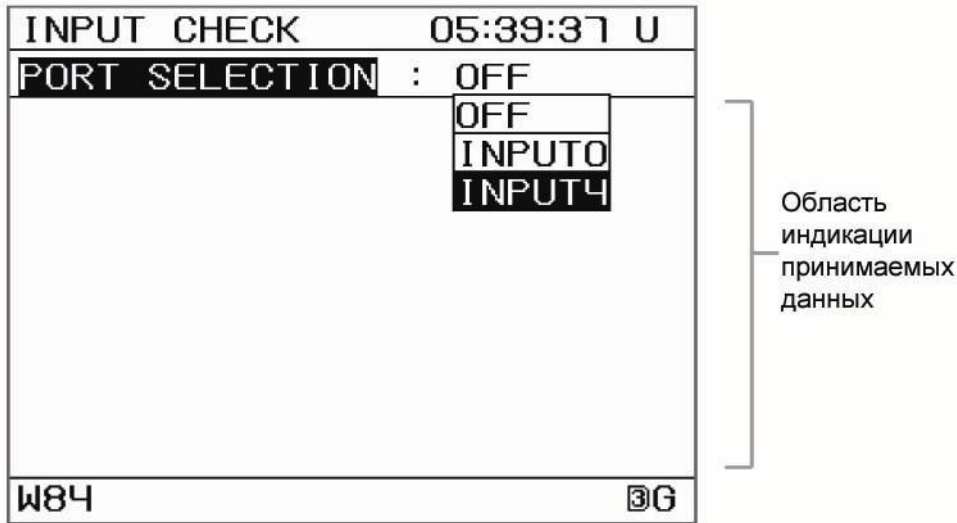 INPUT CHECK 05:39:37 U
PORT SELECTION : OFF
OFF
INPUT0
INPUT4
Область
индикации
принимаемых
данных
W84 3G